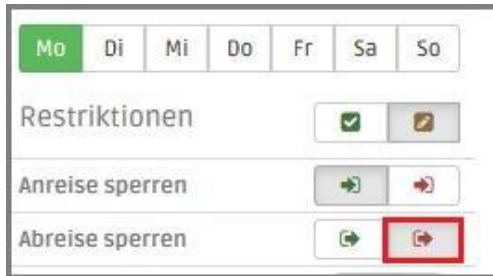 Mo Di Mi Do Fr Sa So
Restriktionen
Anreise sperren
Abreise sperren